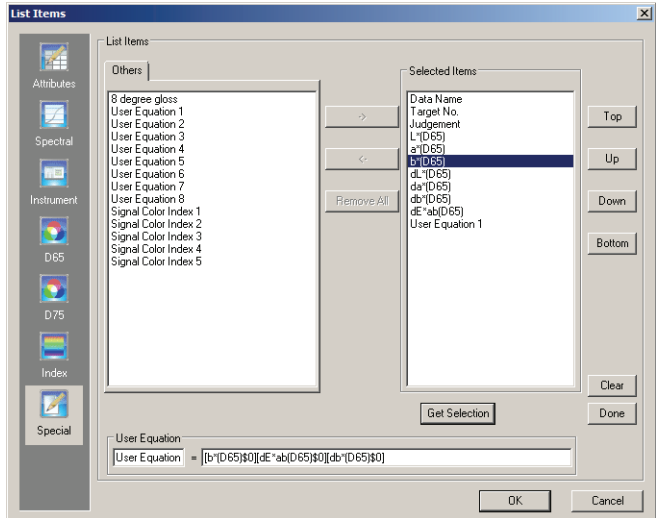 List Items
List Items
Attributes
Spectral
Instrument
D65
D75
Index
Special
Others
8 degree gloss
User Equation 1
User Equation 2
User Equation 3
User Equation 4
User Equation 5
User Equation 6
User Equation 7
User Equation 8
Signal Color Index 1
Signal Color Index 2
Signal Color Index 3
Signal Color Index 4
Signal Color Index 5
->
<-
Remove All
Selected Items
Data Name
Target No.
Judgement
L*(D65)
a*(D65)
b*(D65)
dL*(D65)
da*(D65)
db*(D65)
dE*ab(D65)
User Equation 1
Top
Up
Down
Bottom
Clear
Get Selection
Done
User Equation
User Equation = [b*(D65)$0][dE*ab(D65)$0][db*(D65)$0]
OK
Cancel